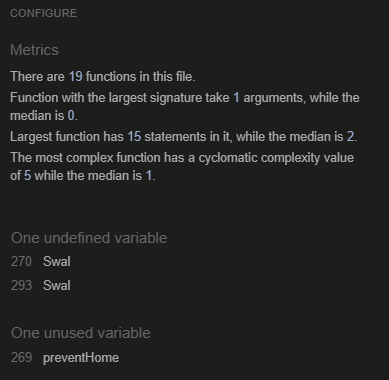 CONFIGURE
Metrics
There are 19 functions in this file.
Function with the largest signature take 1 arguments, while the
median is 0.
Largest function has 15 statements in it, while the median is 2.
The most complex function has a cyclomatic complexity value
of 5 while the median is 1.
One undefined variable
270 Swal
293 Swal
One unused variable
269 preventHome